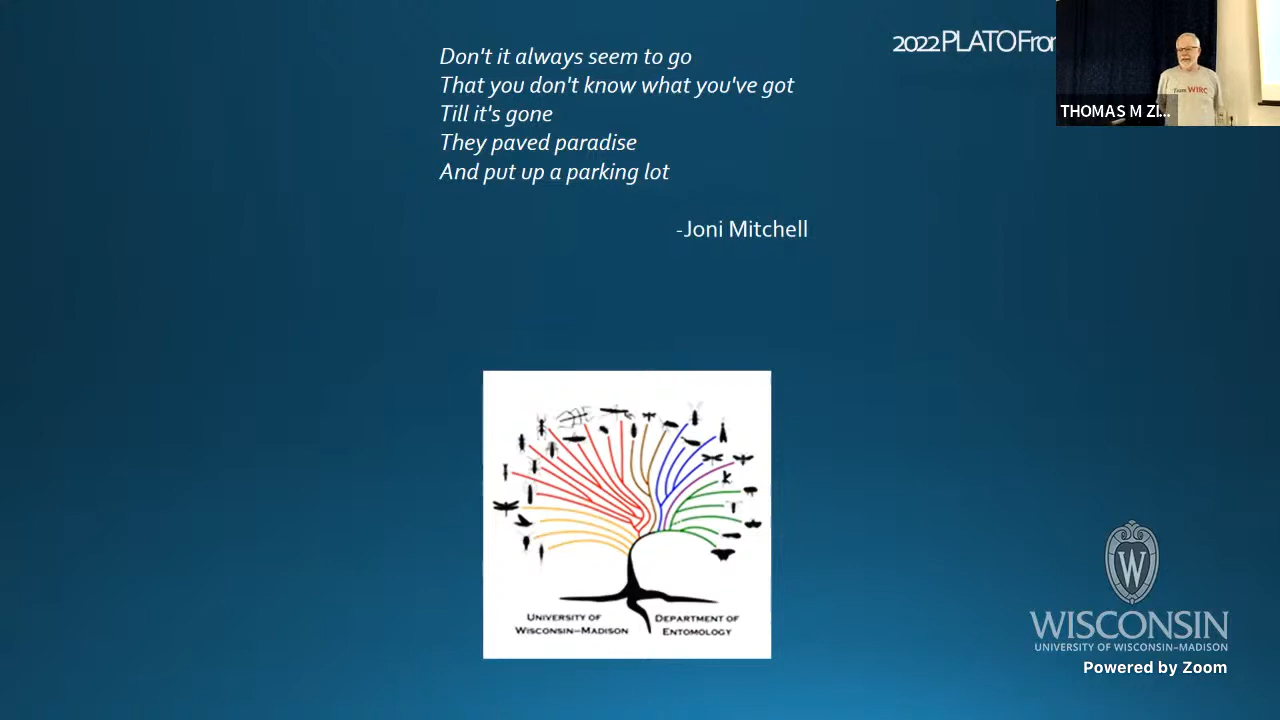 Don't it always seem to go
That you don't know what you've got
Till it's gone
They paved paradise
And put up a parking lot
-Joni Mitchell
2022 PLATO Fron
Team WIRC
THOMAS M ZI...
UNIVERSITY OF
WISCONSIN–MADISON
DEPARTMENT OF
ENTOMOLOGY
W
WISCONSIN
UNIVERSITY OF WISCONSIN–MADISON
Powered by Zoom